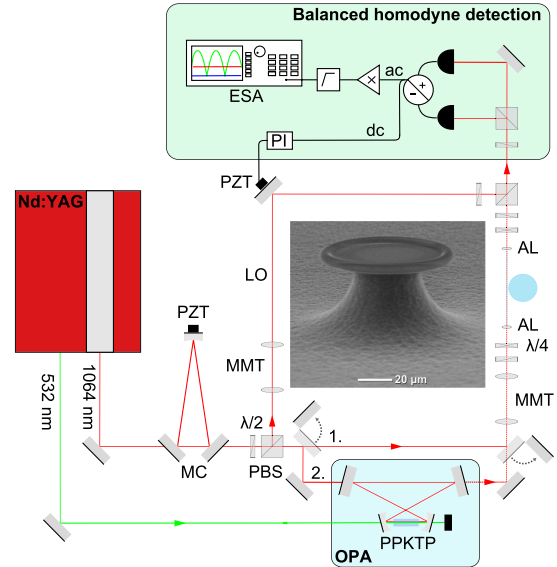 Balanced homodyne detection
ESA
ac
dc
+
−
PI
PZT
Nd:YAG
LO
AL
PZT
20 µm
AL
λ/4
532 nm
1064 nm
MMT
MMT
λ/2
1.
MC
PBS
2.
PPKTP
OPA